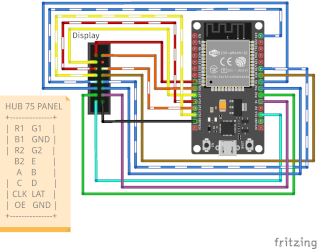 Display
HUB 75 PANEL
+--------------+
| R1 G1 |
| B1 GND |
| R2 G2 |
| B2 E |
| A B |
| C D |
| CLK LAT |
| OE GND |
+--------------+
fritzing